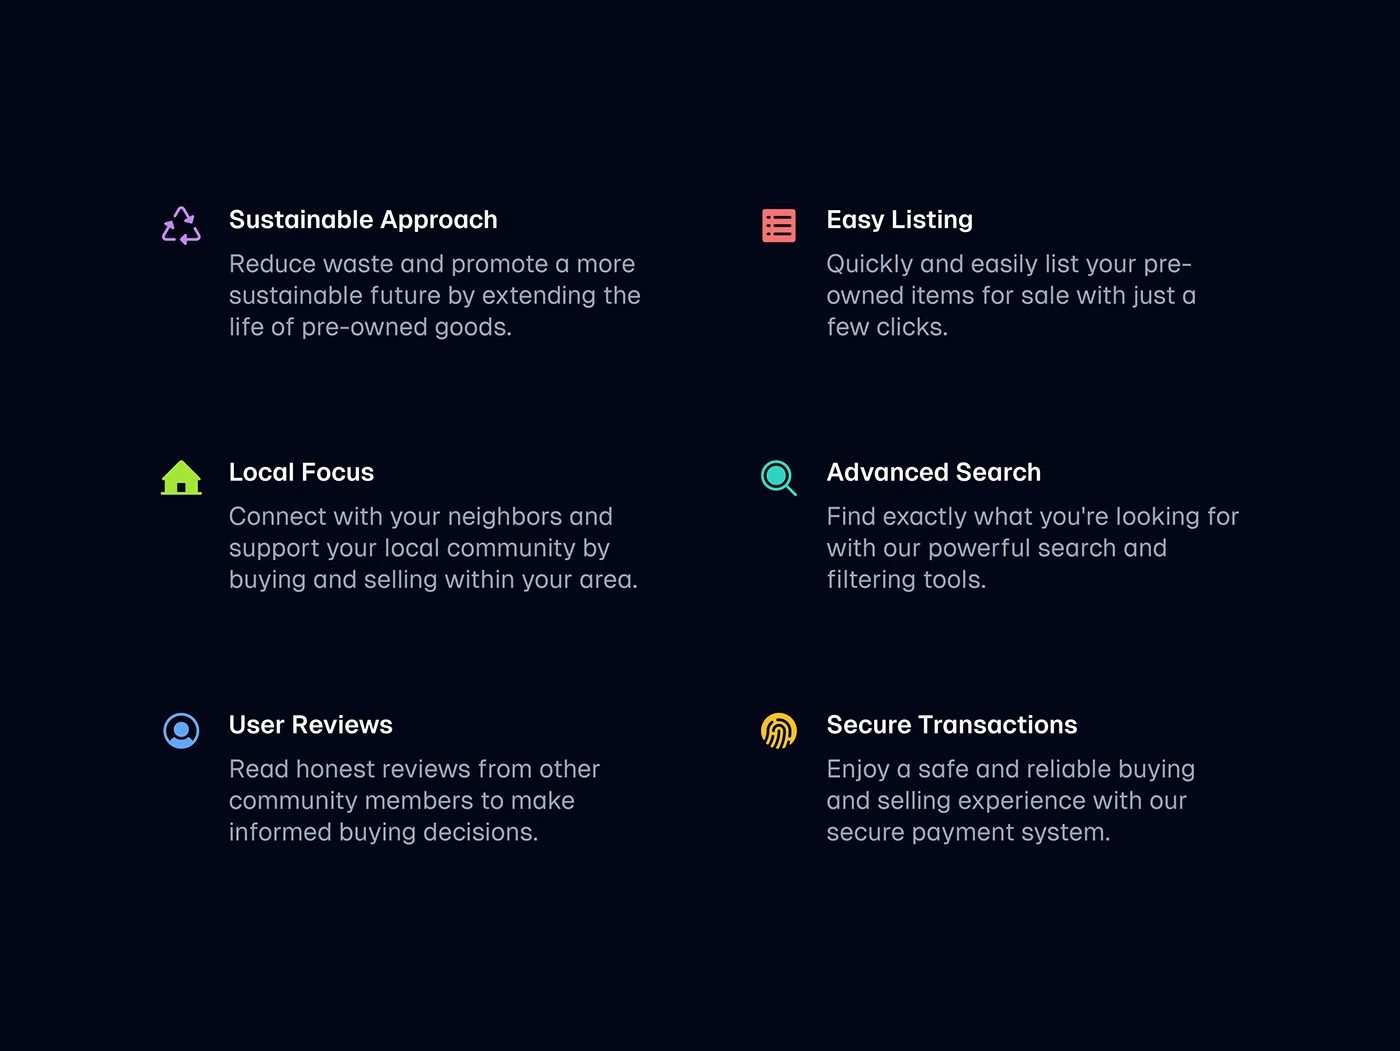 Sustainable Approach
Reduce waste and promote a more
sustainable future by extending the
life of pre-owned goods.
Easy Listing
Quickly and easily list your pre-
owned items for sale with just a
few clicks.
Local Focus
Connect with your neighbors and
support your local community by
buying and selling within your area.
Advanced Search
Find exactly what you're looking for
with our powerful search and
filtering tools.
User Reviews
Read honest reviews from other
community members to make
informed buying decisions.
Secure Transactions
Enjoy a safe and reliable buying
and selling experience with our
secure payment system.